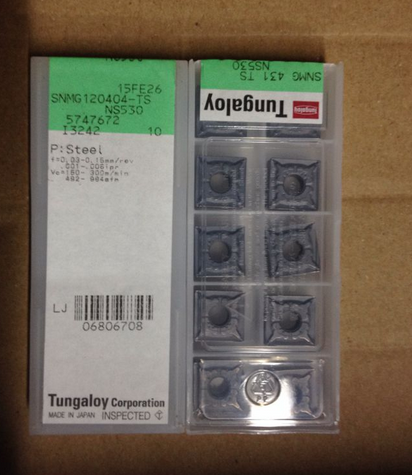 15FE26
SNMG120404-TS
NS530
5747672
I3242 10
P:Steel
f=0.03-0.15mm/rev
.001-.006ipr
Vc=150- 300m/min
492- 984sfm
LJ
06806708
Tungaloy Corporation
MADE IN JAPAN INSPECTED
SNMG 431 TS
NS530
Tungaloy